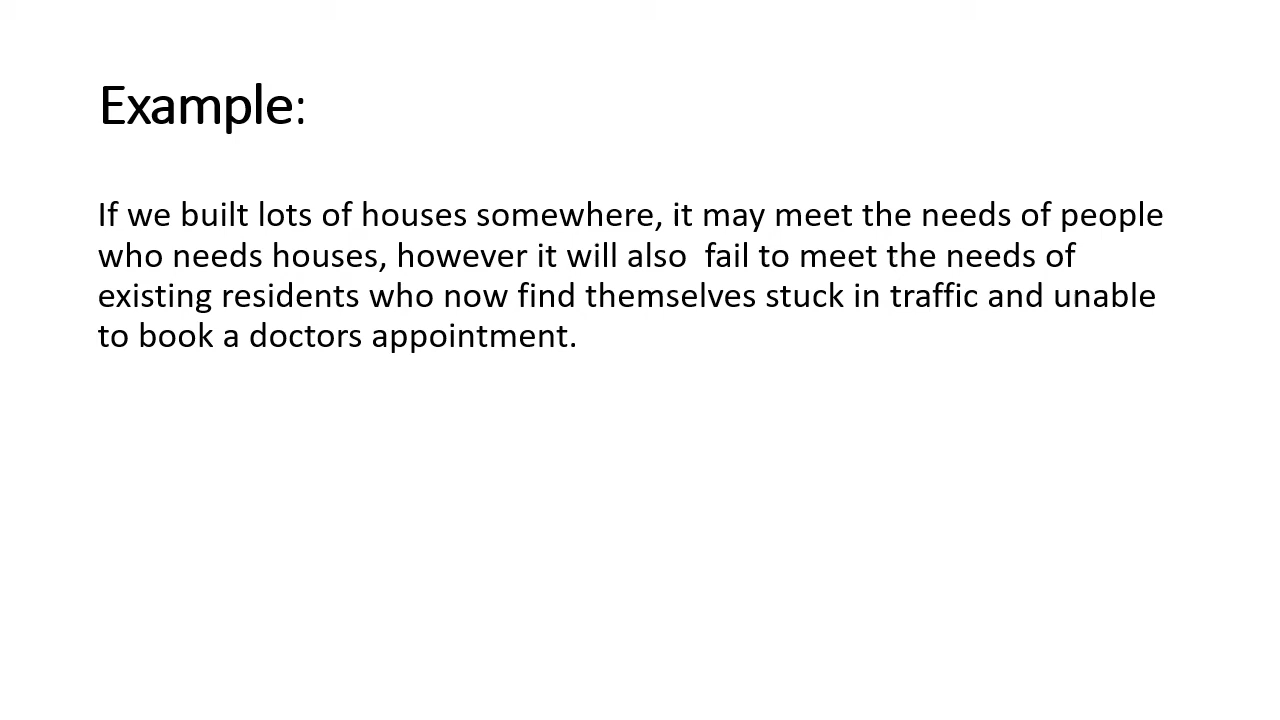 Example:
If we built lots of houses somewhere, it may meet the needs of people
who needs houses, however it will also  fail to meet the needs of
existing residents who now find themselves stuck in traffic and unable
to book a doctors appointment.